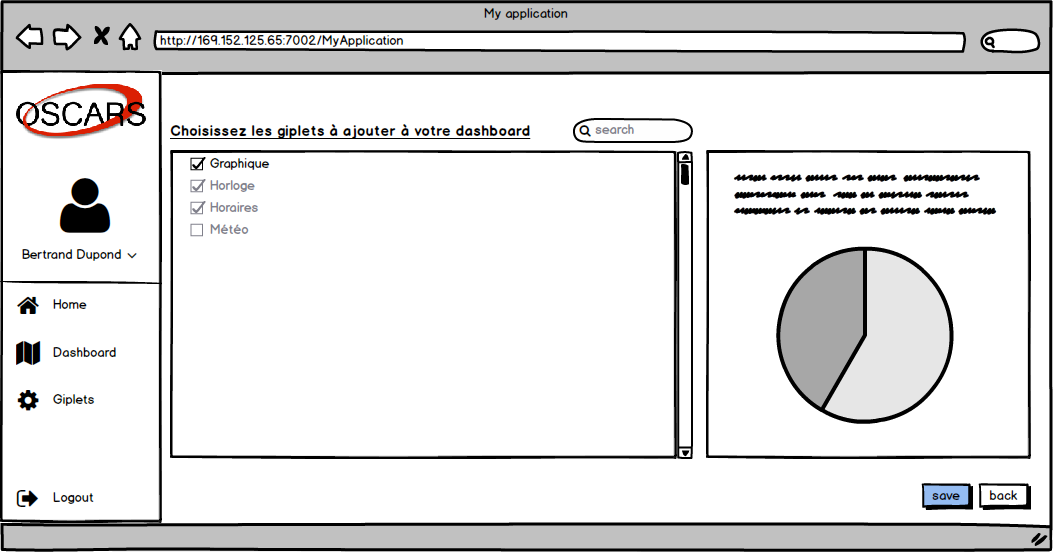 My application
http://169.152.125.65:7002/MyApplication
OSCARS
Bertrand Dupond
Home
Dashboard
Giplets
Logout
Choisissez les giplets à ajouter à votre dashboard
search
Graphique
Horloge
Horaires
Météo
save
back